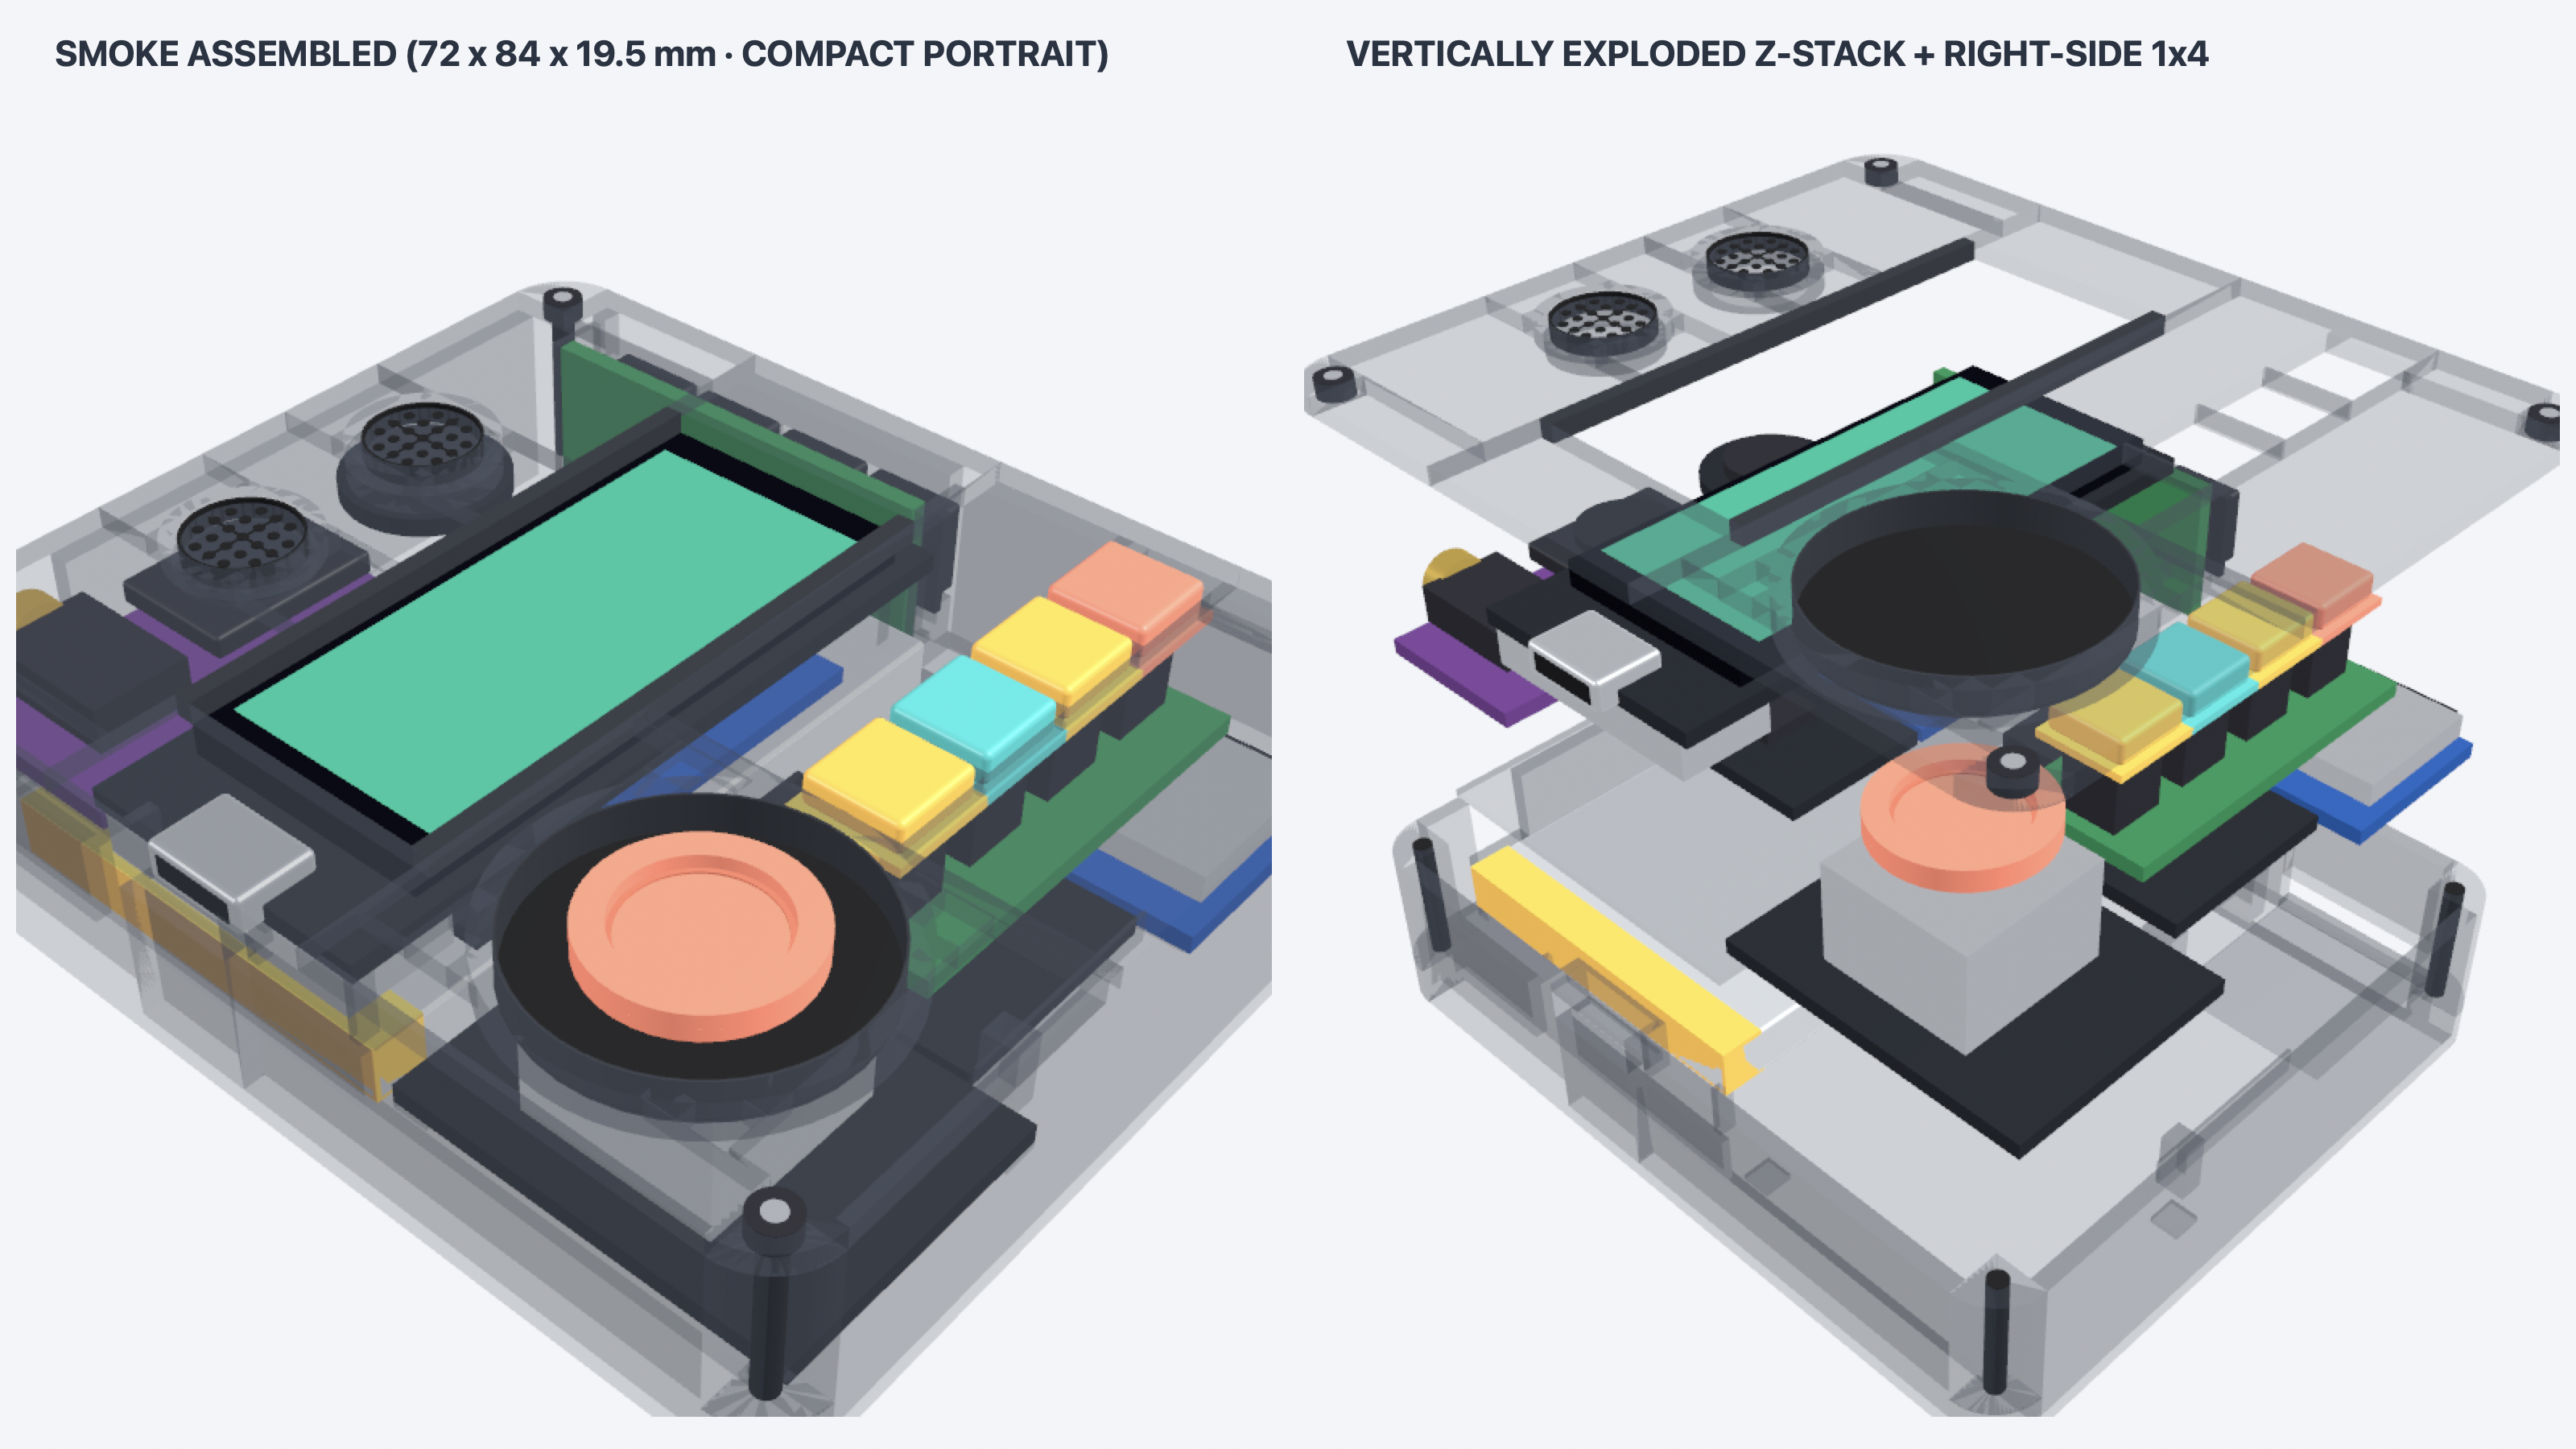 SMOKE ASSEMBLED (72 x 84 x 19.5 mm · COMPACT PORTRAIT)
VERTICALLY EXPLODED Z-STACK + RIGHT-SIDE 1x4